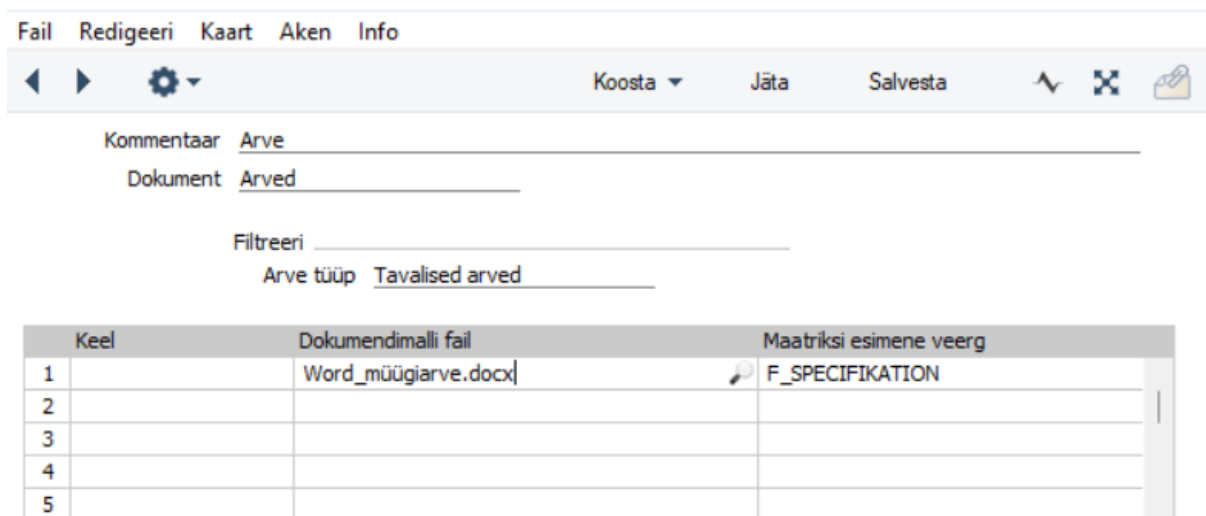 Fail Redigeeri Kaart Aken Info
Koosta Jäta Salvesta
Kommentaar Arve
Dokument Arved
Filtreeri
Arve tüüp Tavalised arved
Keel Dokumendimalli fail Maatriksi esimene veerg
1 Word_müügiarve.docx F_SPECIFIKATION
2
3
4
5